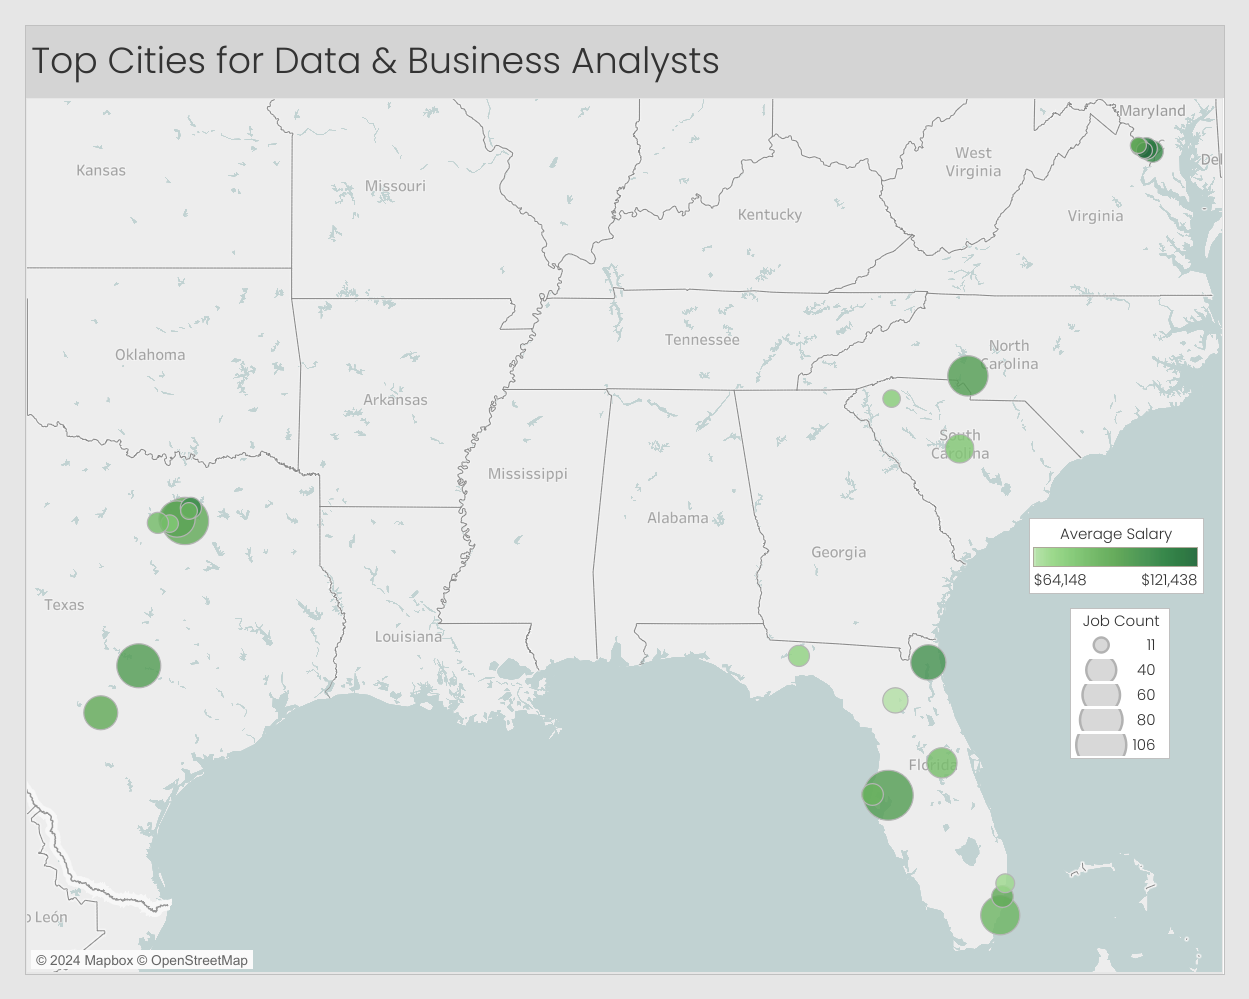 Top Cities for Data & Business Analysts
Maryland
West
Virginia
Del
Kansas
Missouri
Kentucky
Virginia
Oklahoma
Tennessee
North
Carolina
Arkansas
South
Carolina
Mississippi
Alabama
Georgia
Average Salary
$64,148 $121,438
Texas
Louisiana
Job Count
11
40
60
80
106
Florida
León
© 2024 Mapbox © OpenStreetMap